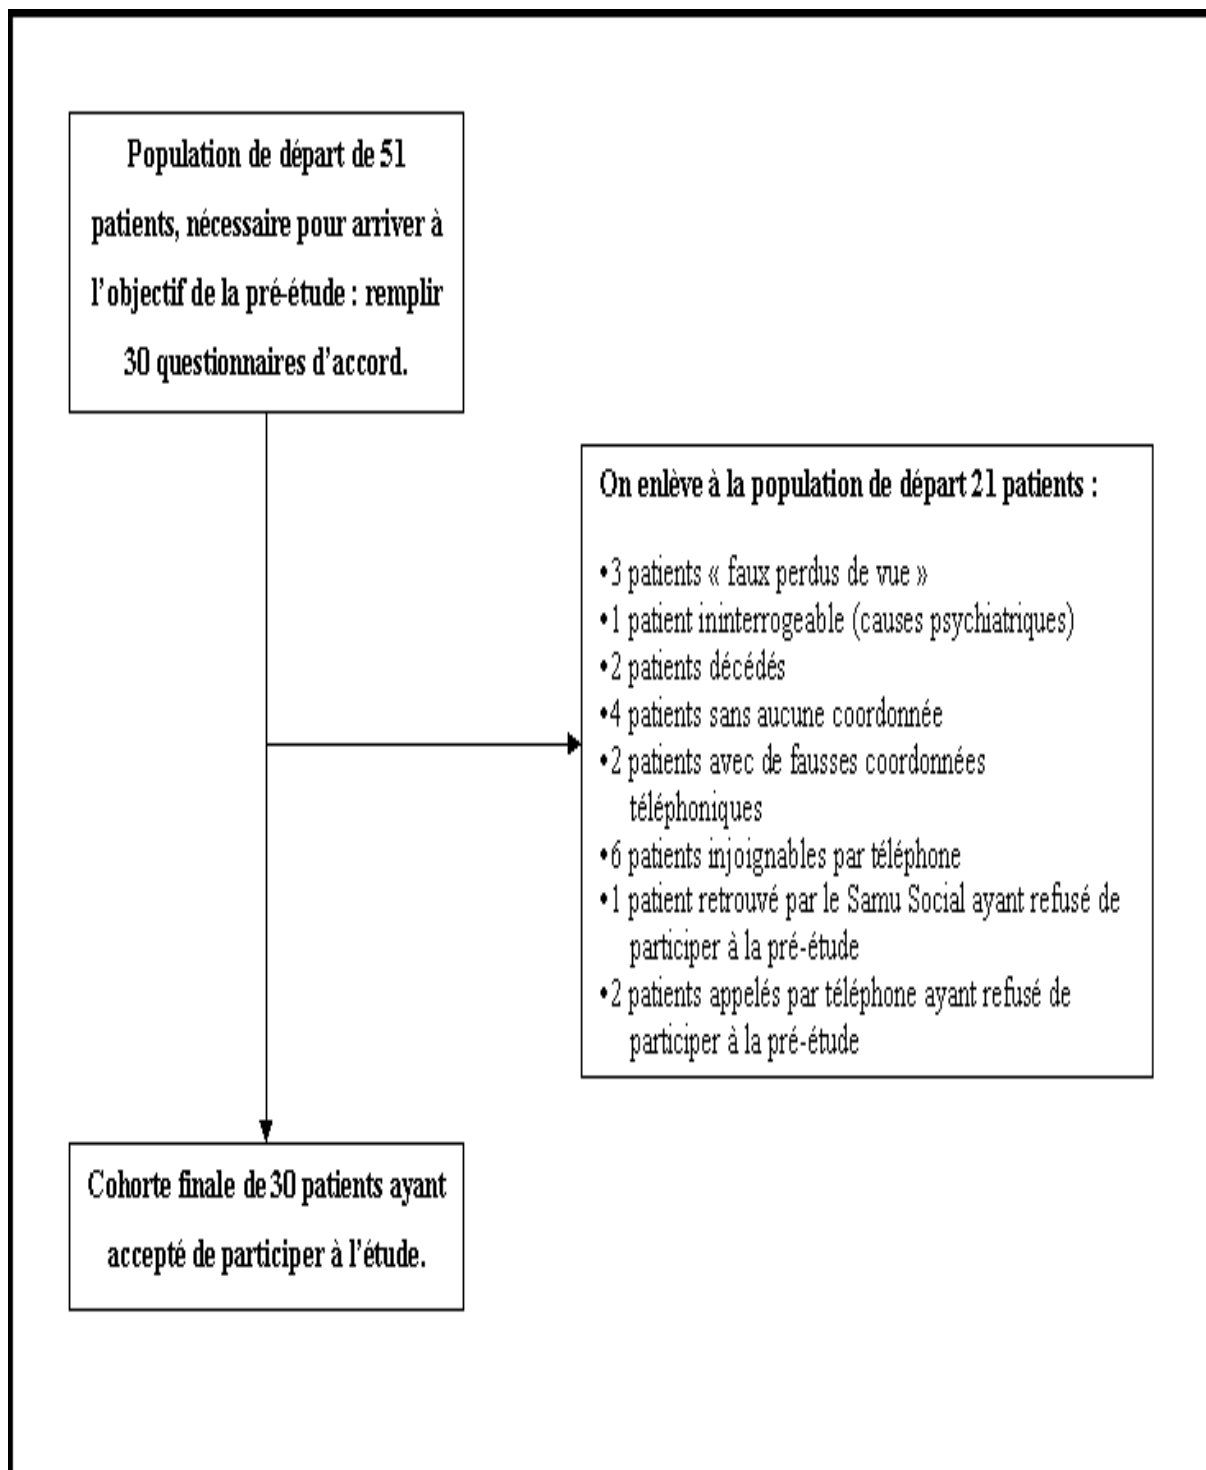 Population de départ de 51
patients, nécessaire pour arriver à
l'objectif de la pré-étude : remplir
30 questionnaires d'accord.
On enlève à la population de départ 21 patients :
•3 patients « faux perdus de vue »
•1 patient ininterrogeable (causes psychiatriques)
•2 patients décédés
•4 patients sans aucune coordonnée
•2 patients avec de fausses coordonnées
téléphoniques
•6 patients injoignables par téléphone
•1 patient retrouvé par le Samu Social ayant refusé de
participer à la pré-étude
•2 patients appelés par téléphone ayant refusé de
participer à la pré-étude
Cohorte finale de 30 patients ayant
accepté de participer à l'étude.